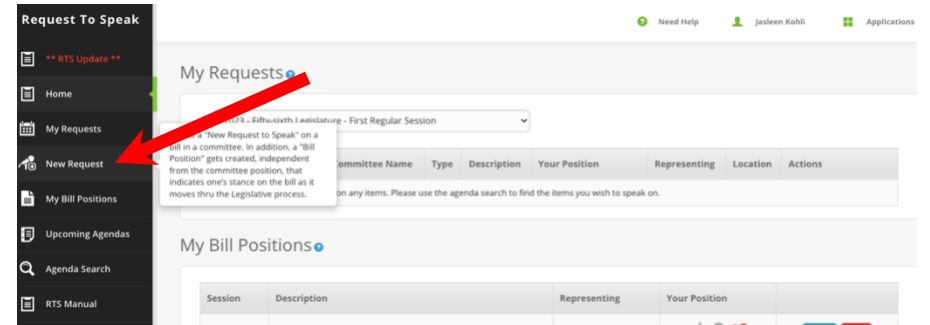 Request To Speak
Need Help
Jasleen Kohli
Applications
** RTS Update **
Home
My Requests
New Request
My Bill Positions
Upcoming Agendas
Agenda Search
RTS Manual
My Requests
2023 - Fifty-sixth Legislature - First Regular Session
a "New Request to Speak" on a
bill in a committee. In addition, a "Bill
Position" gets created, independent
from the committee position, that
indicates one's stance on the bill as it
moves thru the Legislative process.
Committee Name Type Description Your Position Representing Location Actions
on any items. Please use the agenda search to find the items you wish to speak on.
My Bill Positions
Session Description Representing Your Position